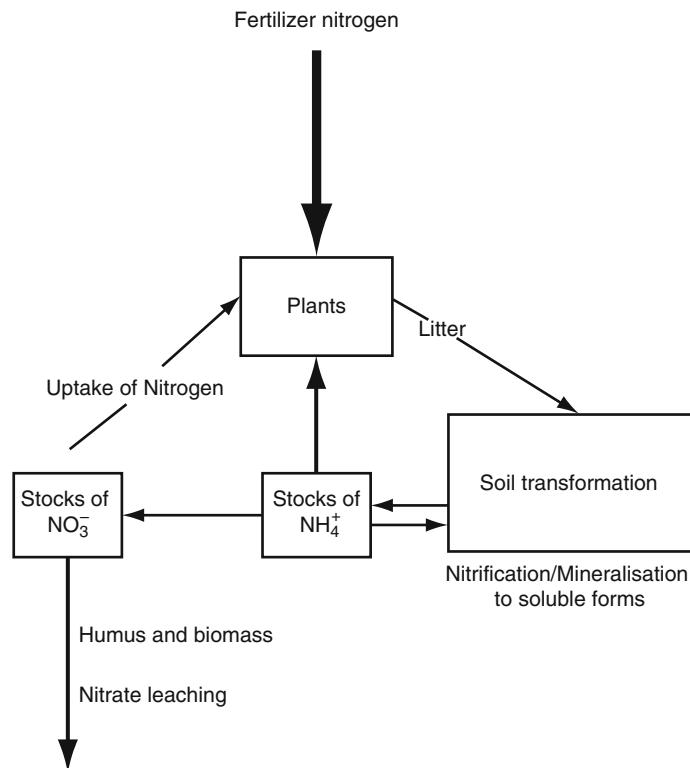 Fertilizer nitrogen
Plants
Litter
Uptake of Nitrogen
Stocks of
NO₃⁻
Stocks of
NH₄⁺
Soil transformation
Nitrification/Mineralisation
to soluble forms
Humus and biomass
Nitrate leaching